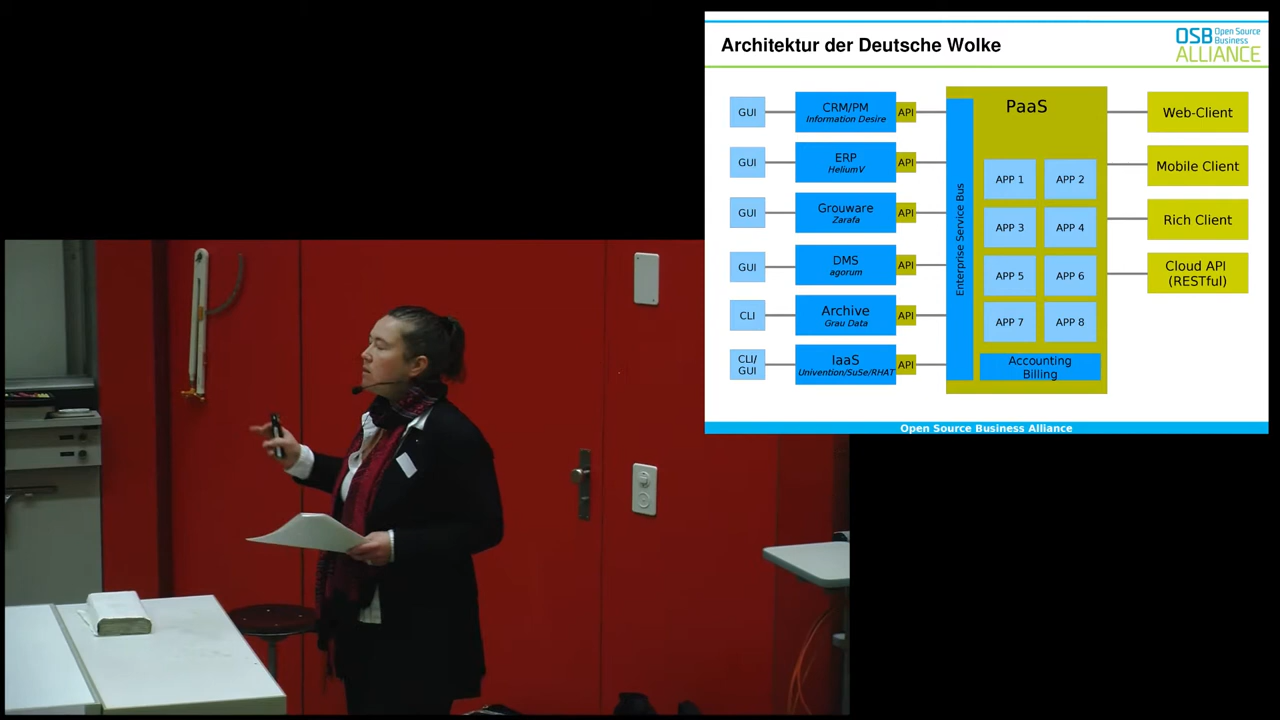 Architektur der Deutsche Wolke
OSB Open Source
Business
ALLIANCE
GUI
CRM/PM
Information Desire
API
GUI
ERP
HeliumV
API
GUI
Grouware
Zarafa
API
GUI
DMS
agorum
API
CLI
Archive
Grau Data
API
CLI/
GUI
IaaS
Univention/SuSe/RHAT
API
Enterprise Service Bus
PaaS
APP 1
APP 2
APP 3
APP 4
APP 5
APP 6
APP 7
APP 8
Accounting
Billing
Web-Client
Mobile Client
Rich Client
Cloud API
(RESTful)
Open Source Business Alliance